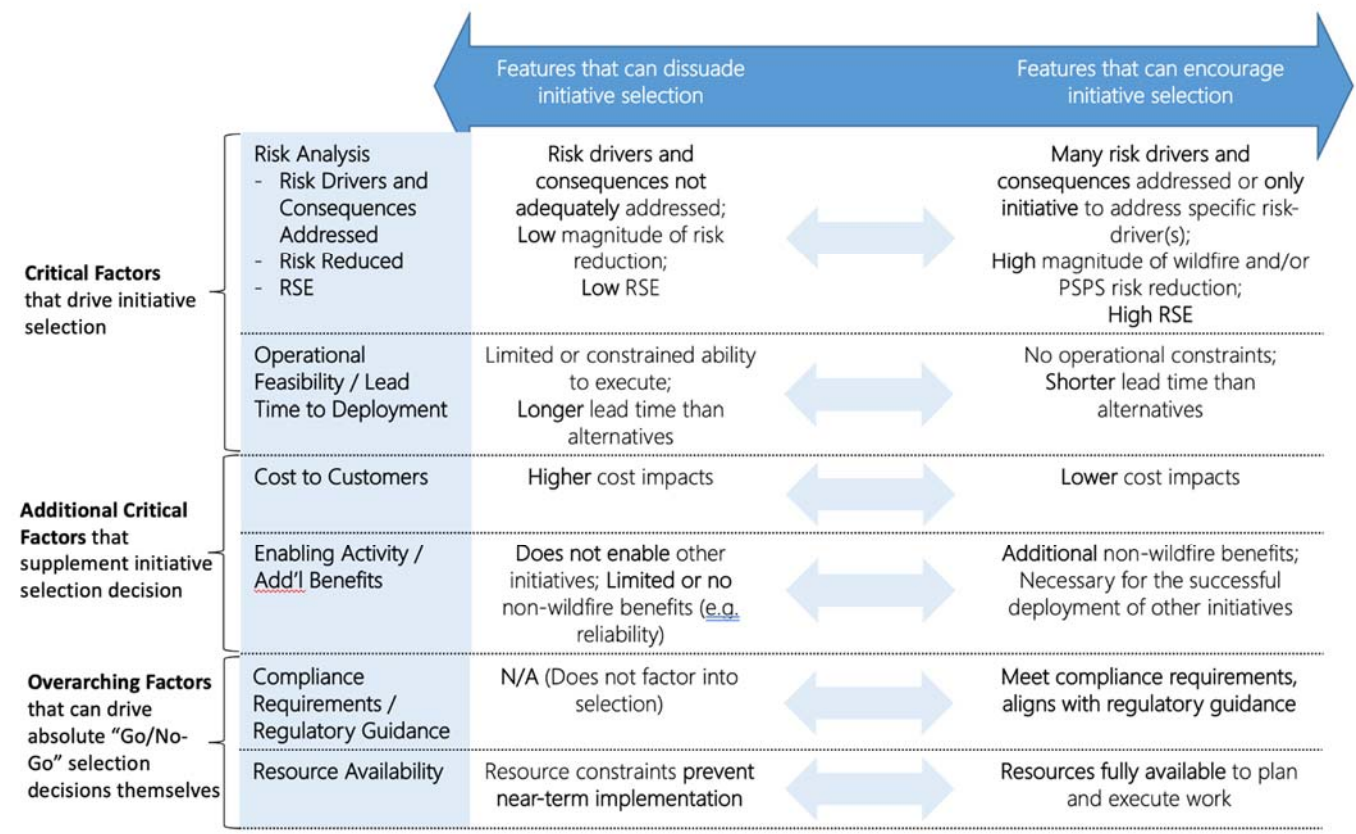 Features that can dissuade
initiative selection
Features that can encourage
initiative selection
Critical Factors
that drive initiative
selection
Risk Analysis
- Risk Drivers and
Consequences
Addressed
- Risk Reduced
- RSE
Risk drivers and
consequences not
adequately addressed;
Low magnitude of risk
reduction;
Low RSE
Many risk drivers and
consequences addressed or only
initiative to address specific risk-
driver(s);
High magnitude of wildfire and/or
PSPS risk reduction;
High RSE
Operational
Feasibility / Lead
Time to Deployment
Limited or constrained ability
to execute;
Longer lead time than
alternatives
No operational constraints;
Shorter lead time than
alternatives
Additional Critical
Factors that
supplement initiative
selection decision
Cost to Customers
Higher cost impacts
Lower cost impacts
Enabling Activity /
Add'l Benefits
Does not enable other
initiatives; Limited or no
non-wildfire benefits (e.g.
reliability)
Additional non-wildfire benefits;
Necessary for the successful
deployment of other initiatives
Overarching Factors
that can drive
absolute “Go/No-
Go” selection
decisions themselves
Compliance
Requirements /
Regulatory Guidance
N/A (Does not factor into
selection)
Meet compliance requirements,
aligns with regulatory guidance
Resource Availability
Resource constraints prevent
near-term implementation
Resources fully available to plan
and execute work